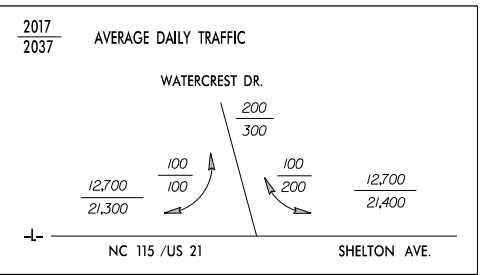 2017
2037
AVERAGE DAILY TRAFFIC
WATERCREST DR.
200
300
100
100
100
200
12,700
21,300
12,700
21,400
-L-
NC 115 /US 21
SHELTON AVE.